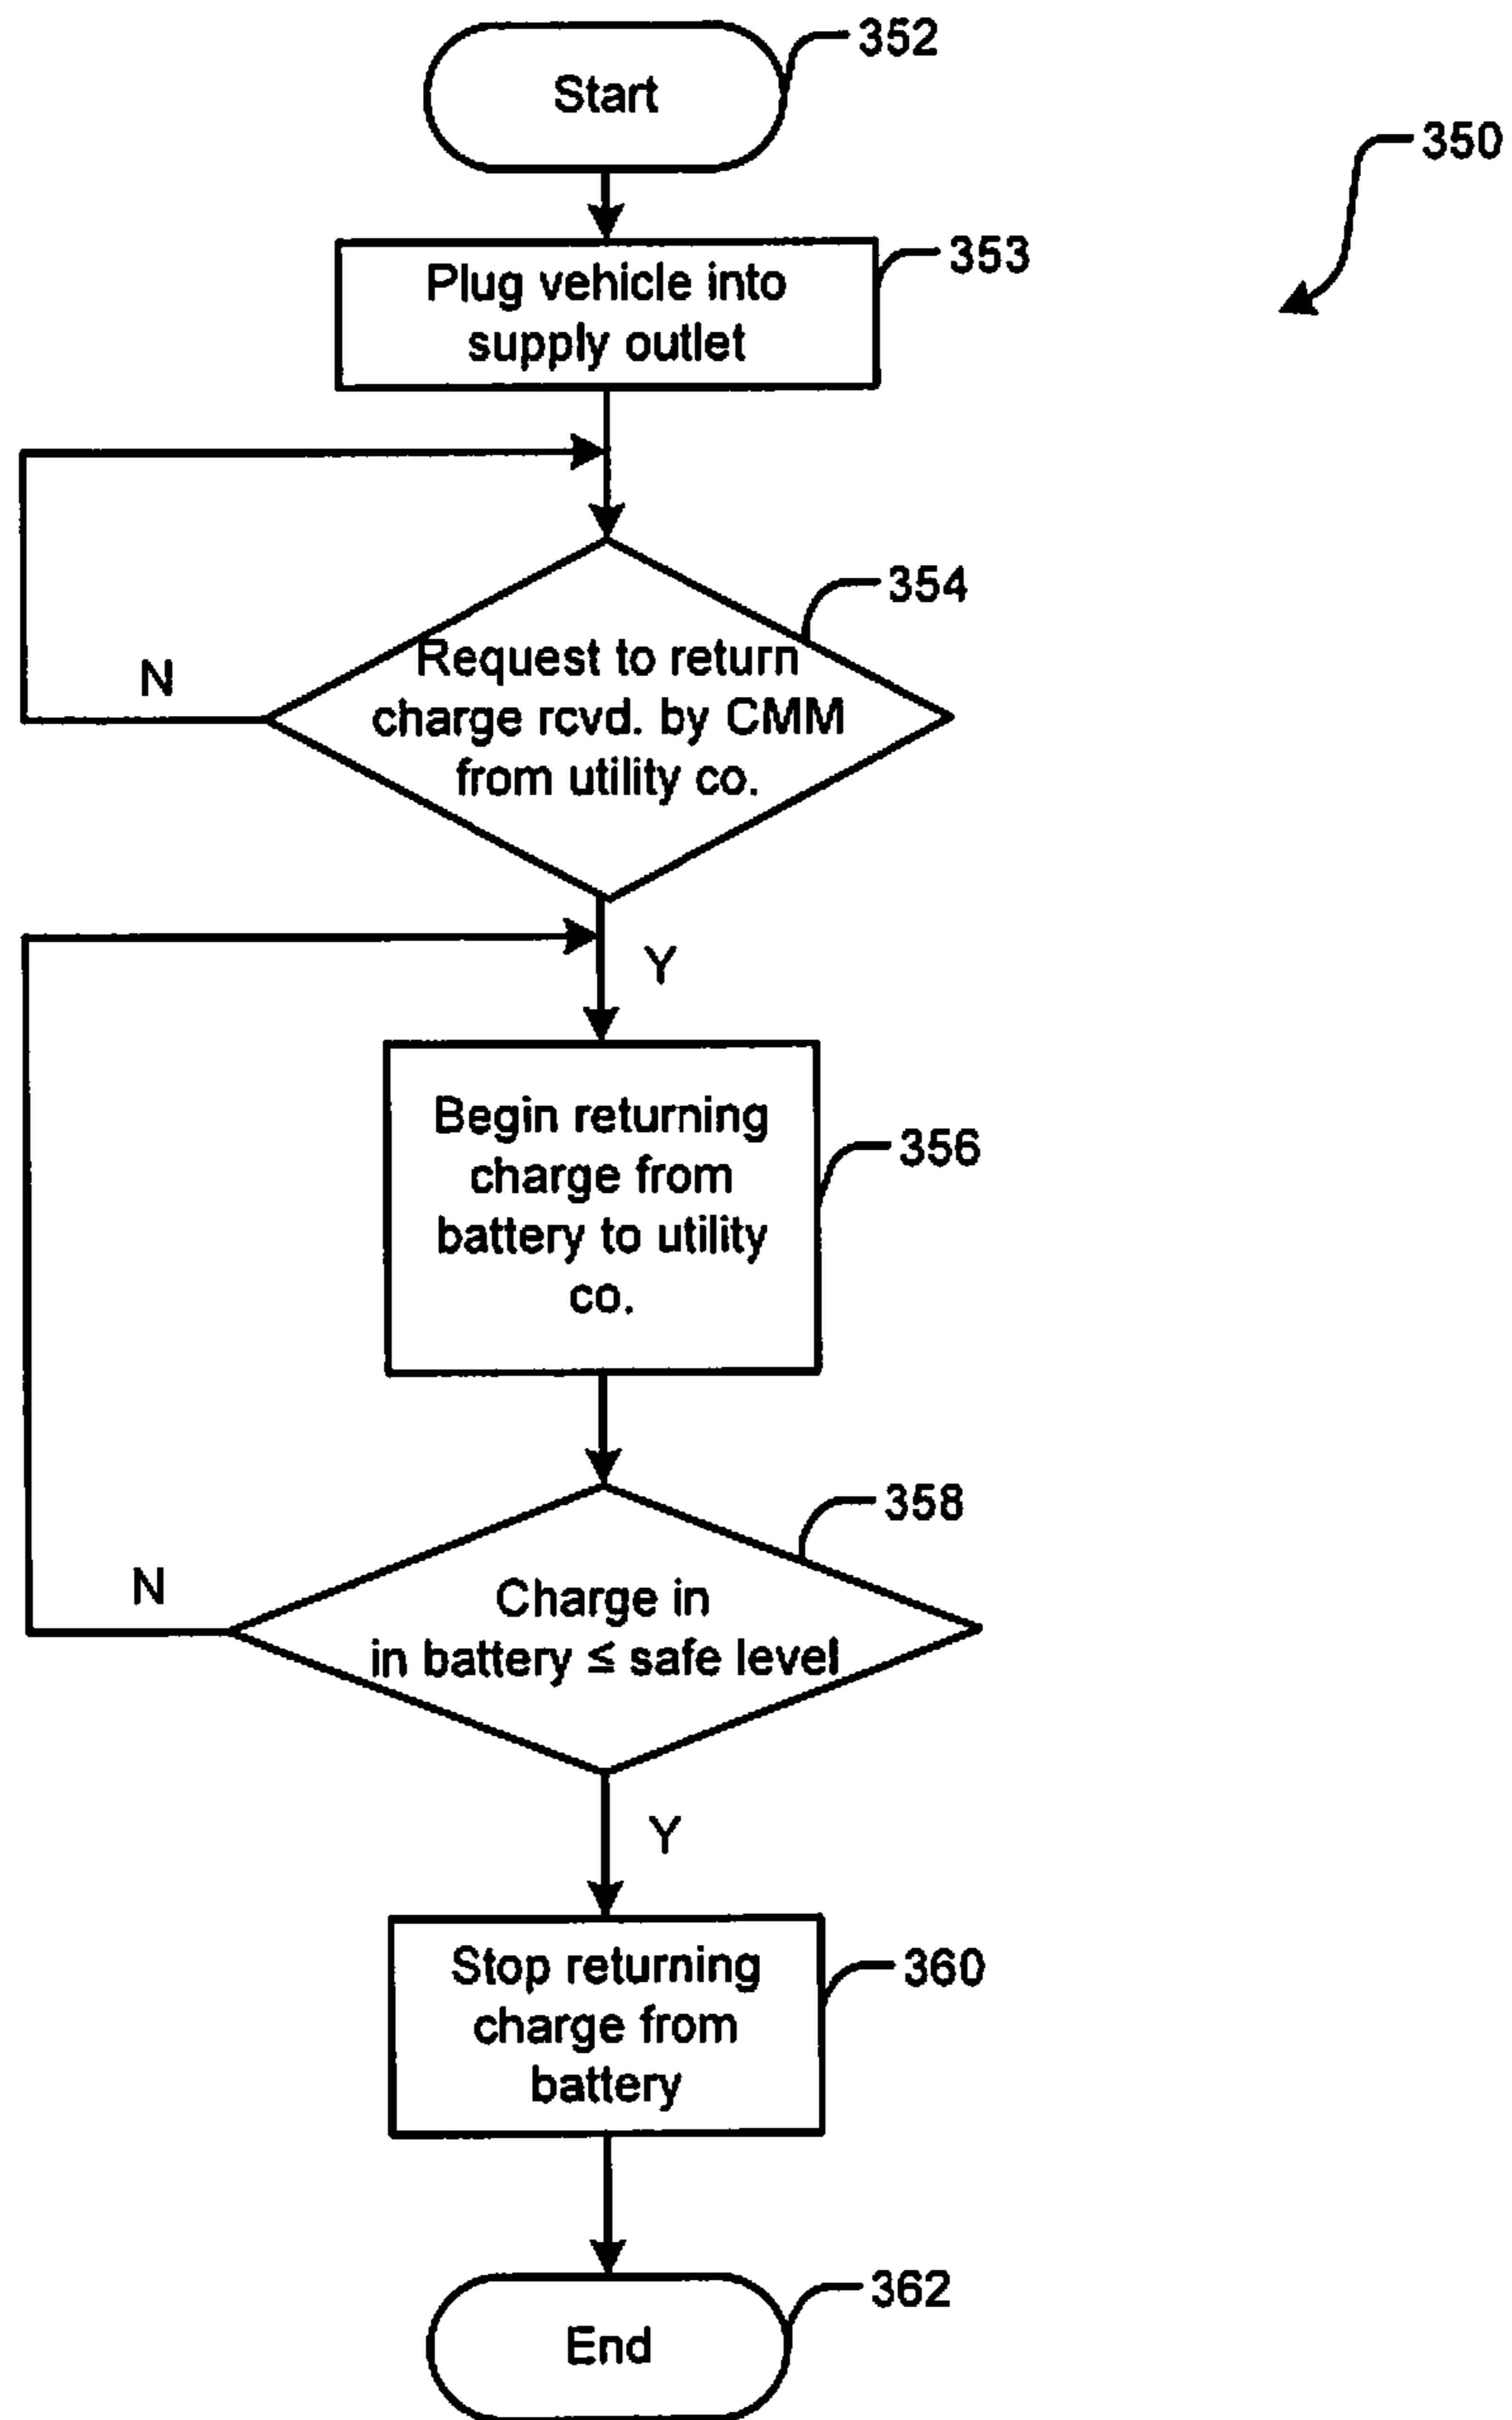 Start
352
350
Plug vehicle into
supply outlet
353
354
Request to return
charge rcvd. by CMM
from utility co.
N
Y
Begin returning
charge from
battery to utility
co.
356
358
Charge in
in battery ≤ safe level
N
Y
Stop returning
charge from
battery
360
End
362